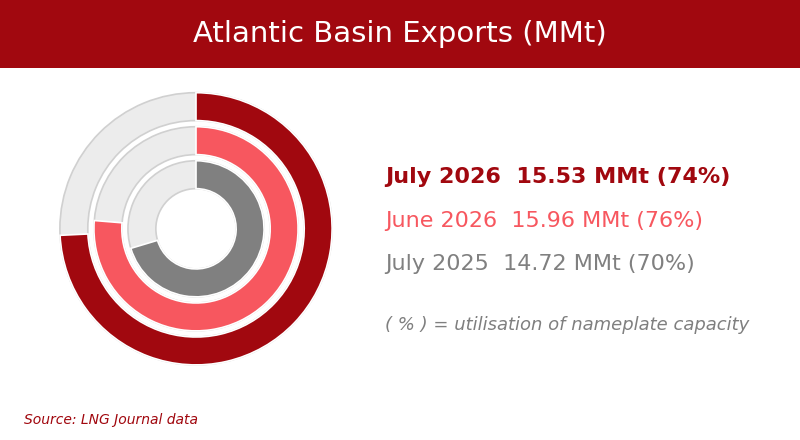 Atlantic Basin Exports (MMt)
July 2026  15.53 MMt (74%)
June 2026  15.96 MMt (76%)
July 2025  14.72 MMt (70%)
( % ) = utilisation of nameplate capacity
Source: LNG Journal data